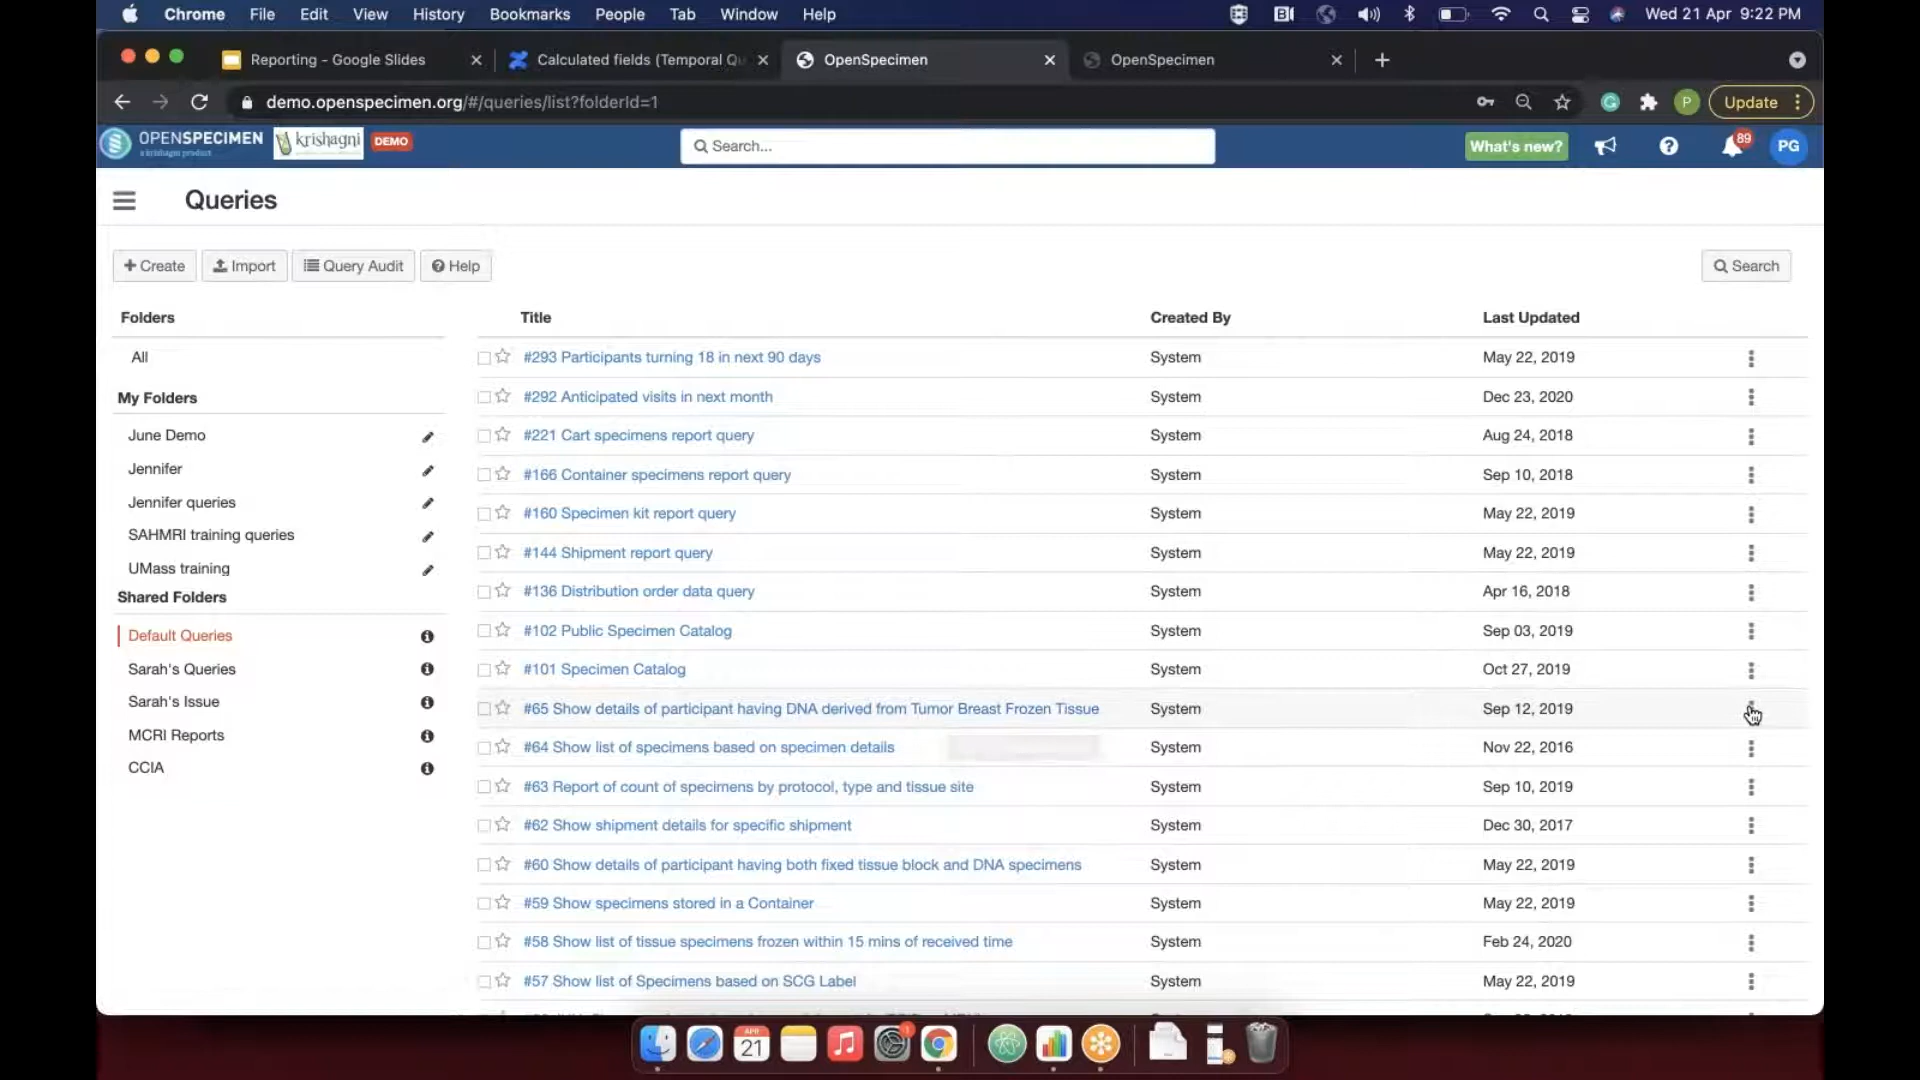 Chrome File Edit View History Bookmarks People Tab Window Help Wed 21 Apr 9:22 PM
Reporting - Google Slides Calculated fields (Temporal Qu OpenSpecimen OpenSpecimen
demo.openspecimen.org/#/queries/list?folderId=1 P Update
OPENSPECIMEN krishagni DEMO Search... What's new? 89 PG
a krishagni product
Queries
Create Import Query Audit Help Search
Folders Title Created By Last Updated
All #293 Participants turning 18 in next 90 days System May 22, 2019
My Folders #292 Anticipated visits in next month System Dec 23, 2020
June Demo #221 Cart specimens report query System Aug 24, 2018
Jennifer #166 Container specimens report query System Sep 10, 2018
Jennifer queries #160 Specimen kit report query System May 22, 2019
SAHMRI training queries #144 Shipment report query System May 22, 2019
UMass training #136 Distribution order data query System Apr 16, 2018
Shared Folders
Default Queries #102 Public Specimen Catalog System Sep 03, 2019
Sarah's Queries #101 Specimen Catalog System Oct 27, 2019
Sarah's Issue #65 Show details of participant having DNA derived from Tumor Breast Frozen Tissue System Sep 12, 2019
MCRI Reports #64 Show list of specimens based on specimen details System Nov 22, 2016
CCIA #63 Report of count of specimens by protocol, type and tissue site System Sep 10, 2019
#62 Show shipment details for specific shipment System Dec 30, 2017
#60 Show details of participant having both fixed tissue block and DNA specimens System May 22, 2019
#59 Show specimens stored in a Container System May 22, 2019
#58 Show list of tissue specimens frozen within 15 mins of received time System Feb 24, 2020
#57 Show list of Specimens based on SCG Label System May 22, 2019
APR
21
1